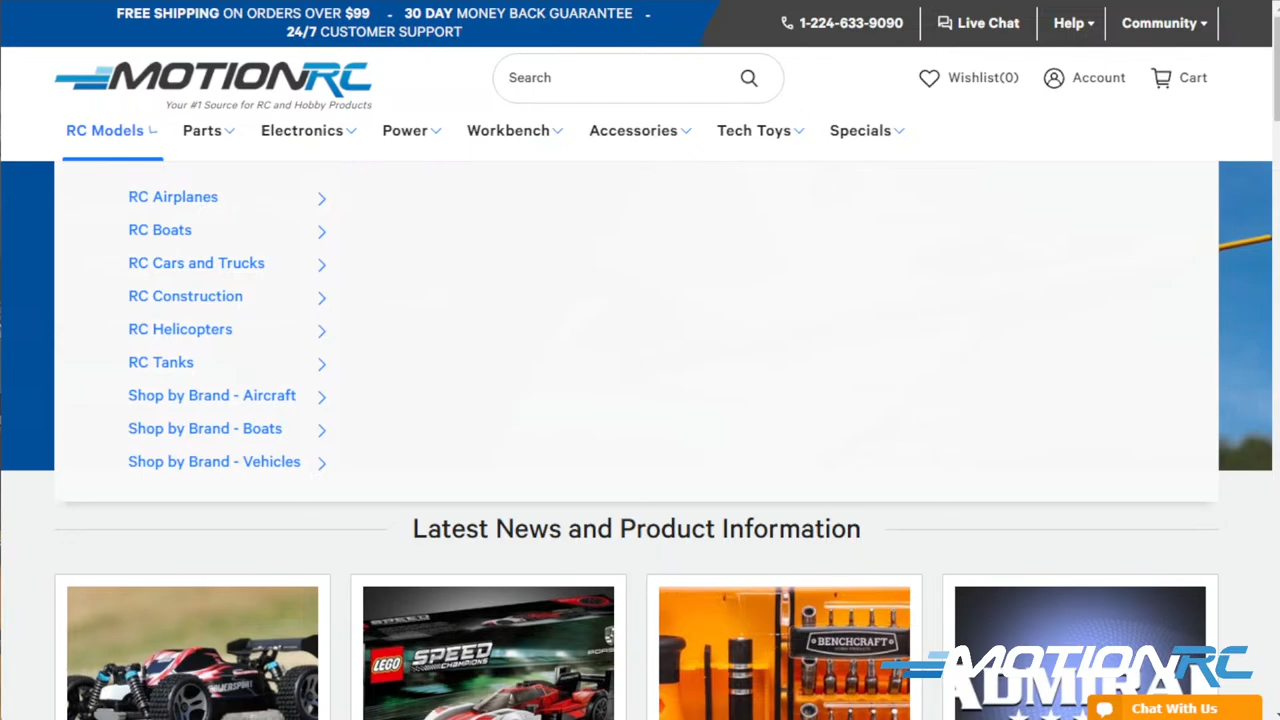 FREE SHIPPING ON ORDERS OVER $99 - 30 DAY MONEY BACK GUARANTEE -
24/7 CUSTOMER SUPPORT
1-224-633-9090
Live Chat
Help
Community
MOTIONRC
Your #1 Source for RC and Hobby Products
Search
Wishlist(0)
Account
Cart
RC Models
Parts
Electronics
Power
Workbench
Accessories
Tech Toys
Specials
RC Airplanes
RC Boats
RC Cars and Trucks
RC Construction
RC Helicopters
RC Tanks
Shop by Brand - Aircraft
Shop by Brand - Boats
Shop by Brand - Vehicles
Latest News and Product Information
LEGO
SPEED
CHAMPIONS
BENCHCRAFT
MOTIONRC
ADMIRAL
Chat With Us